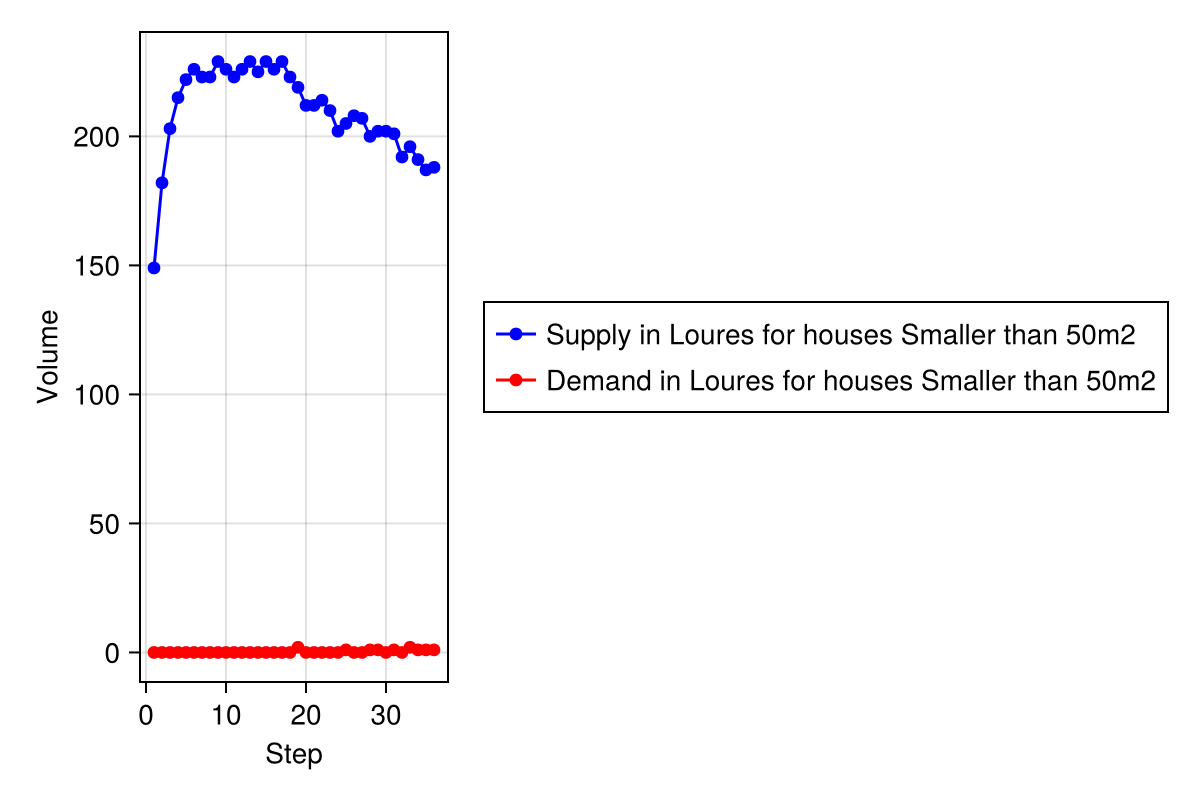 Volume
200
150
100
50
0
0 10 20 30
Step
Supply in Loures for houses Smaller than 50m2
Demand in Loures for houses Smaller than 50m2